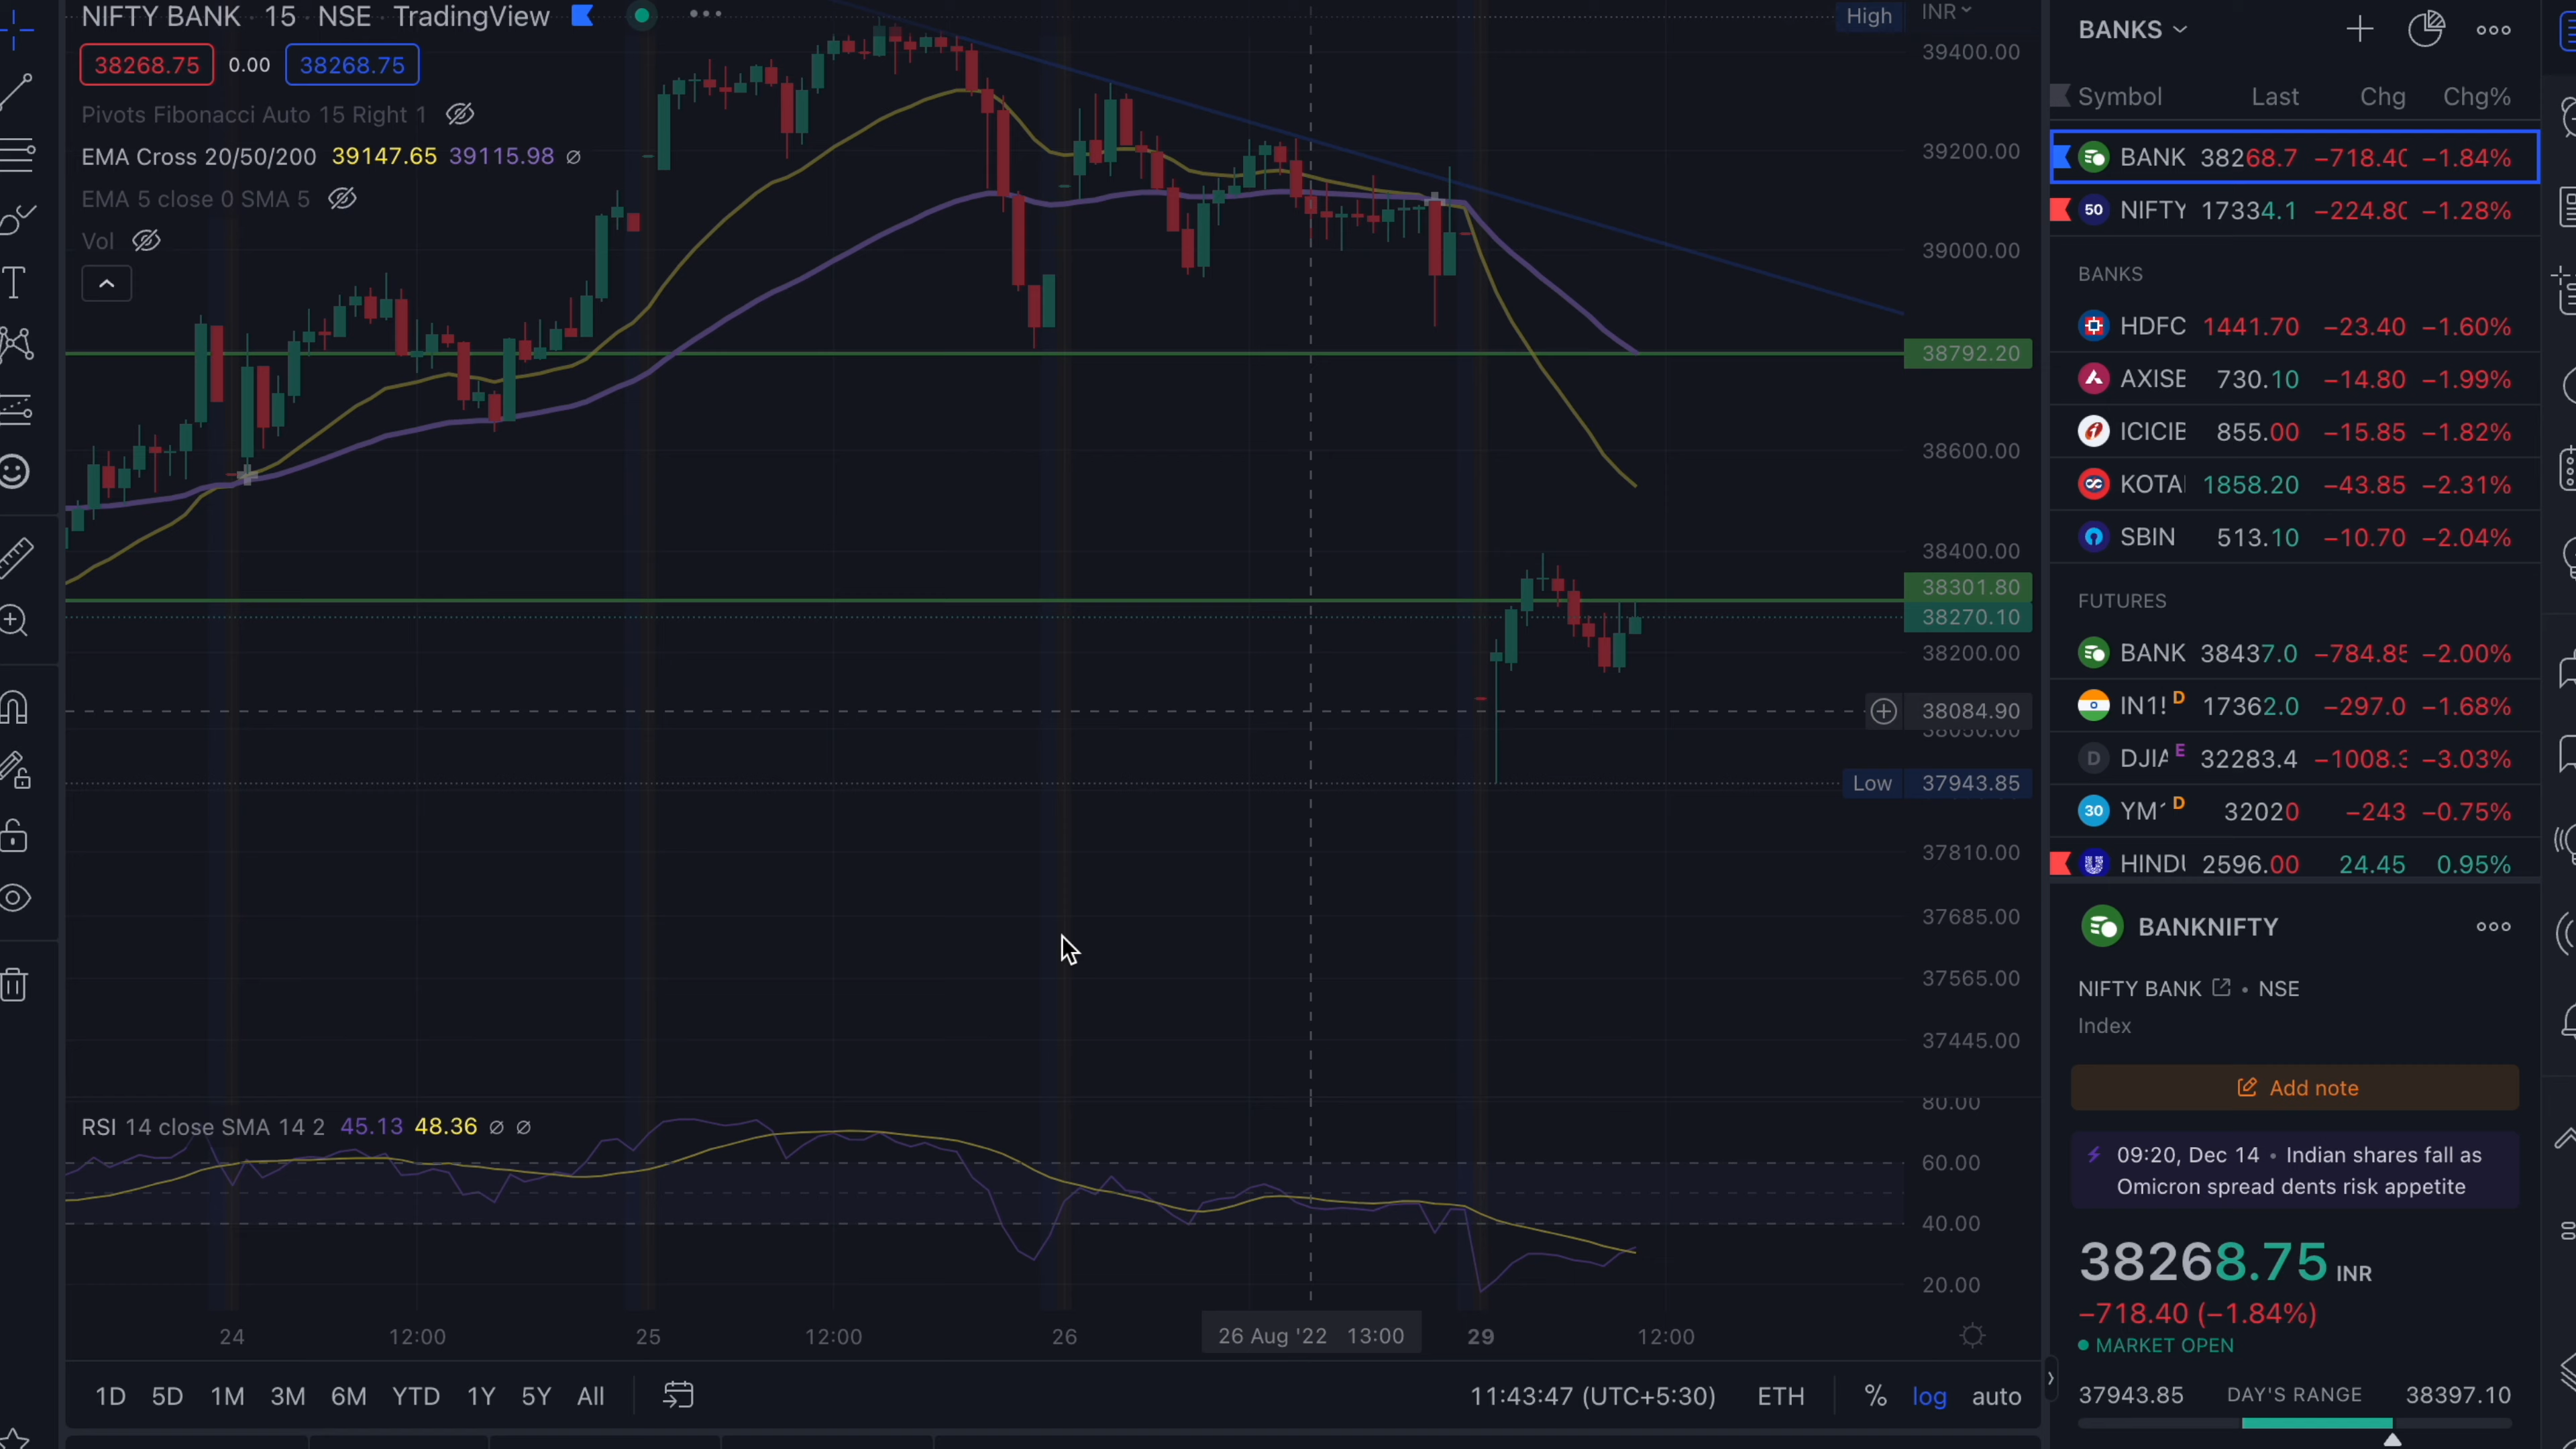 NIFTY BANK · 15 · NSE · TradingView
38268.75 0.00 38268.75
Pivots Fibonacci Auto 15 Right 1
EMA Cross 20/50/200 39147.65 39115.98 ∅
EMA 5 close 0 SMA 5
Vol
High
INR
39400.00
39200.00
39000.00
38792.20
38600.00
38400.00
38301.80
38270.10
38200.00
38084.90
38050.00
Low 37943.85
37810.00
37685.00
37565.00
37445.00
RSI 14 close SMA 14 2 45.13 48.36 ∅ ∅
80.00
60.00
40.00
20.00
24 12:00 25 12:00 26 26 Aug '22 13:00 29 12:00
1D 5D 1M 3M 6M YTD 1Y 5Y All
11:43:47 (UTC+5:30) ETH % log auto
BANKS
Symbol Last Chg Chg%
BANK 38268.7 −718.40 −1.84%
50 NIFTY 17334.1 −224.80 −1.28%
BANKS
HDFC 1441.70 −23.40 −1.60%
AXISE 730.10 −14.80 −1.99%
ICICIE 855.00 −15.85 −1.82%
KOTA 1858.20 −43.85 −2.31%
SBIN 513.10 −10.70 −2.04%
FUTURES
BANK 38437.0 −784.85 −2.00%
IN1! D 17362.0 −297.0 −1.68%
D DJIA E 32283.4 −1008.3 −3.03%
30 YM D 32020 −243 −0.75%
HINDU 2596.00 24.45 0.95%
BANKNIFTY
NIFTY BANK • NSE
Index
Add note
09:20, Dec 14 • Indian shares fall as
Omicron spread dents risk appetite
38268.75 INR
−718.40 (−1.84%)
MARKET OPEN
37943.85 DAY'S RANGE 38397.10